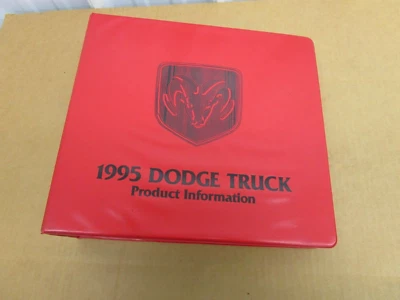 1995 DODGE TRUCK
Product Information